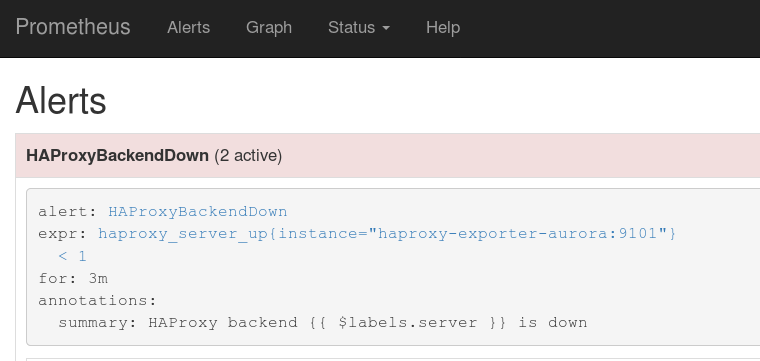 Prometheus Alerts Graph Status Help
Alerts
HAProxyBackendDown (2 active)
alert: HAProxyBackendDown
expr: haproxy_server_up{instance="haproxy-exporter-aurora:9101"}
  < 1
for: 3m
annotations:
  summary: HAProxy backend {{ $labels.server }} is down